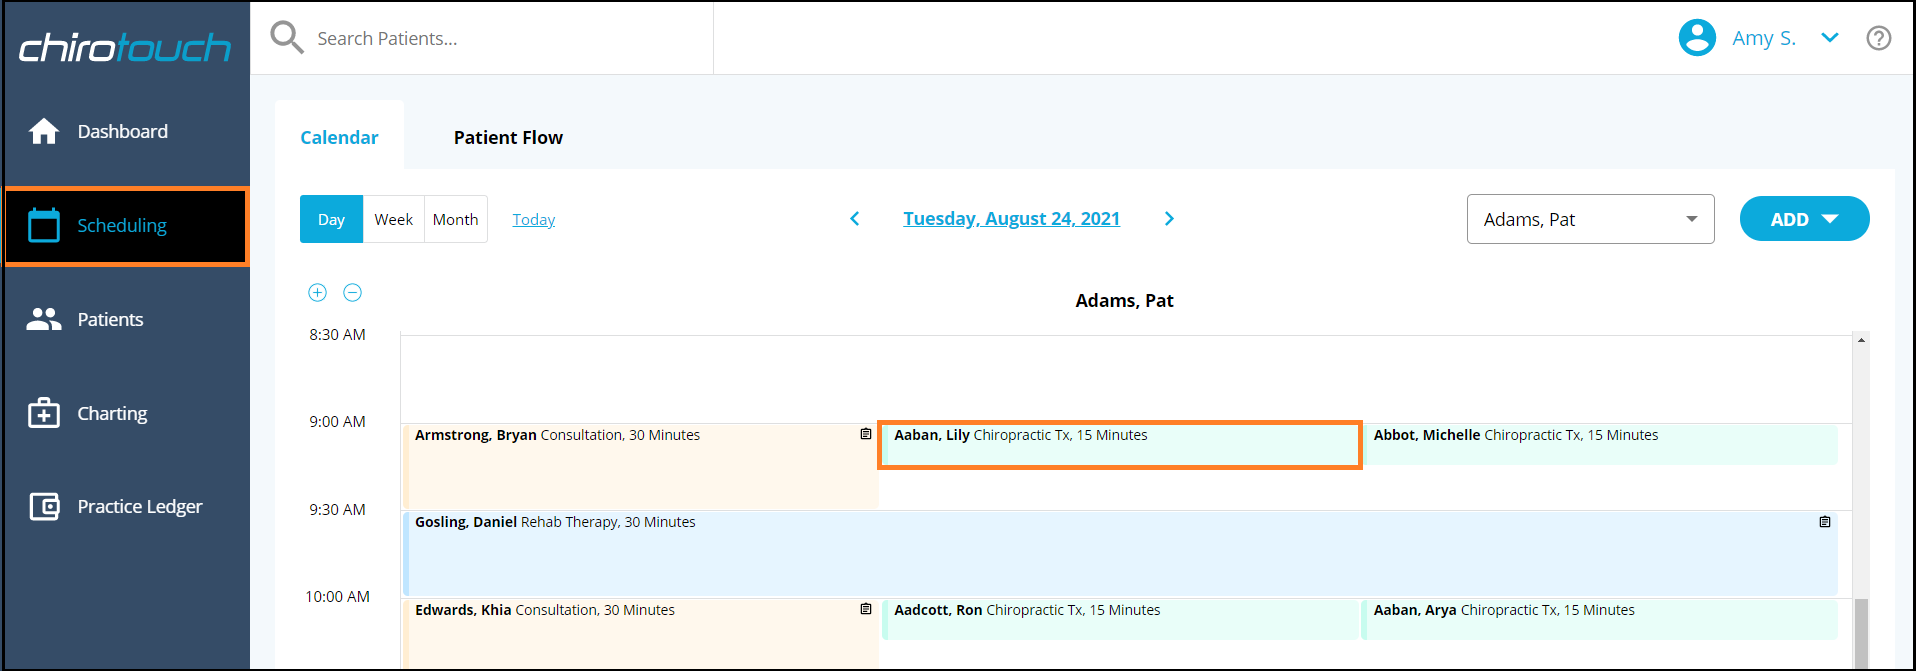 chirotouch
Search Patients...
Amy S.
Dashboard
Scheduling
Patients
Charting
Practice Ledger
Calendar
Patient Flow
Day
Week
Month
Today
Tuesday, August 24, 2021
Adams, Pat
ADD
Adams, Pat
8:30 AM
9:00 AM
Armstrong, Bryan Consultation, 30 Minutes
Aaban, Lily Chiropractic Tx, 15 Minutes
Abbot, Michelle Chiropractic Tx, 15 Minutes
9:30 AM
Gosling, Daniel Rehab Therapy, 30 Minutes
10:00 AM
Edwards, Khia Consultation, 30 Minutes
Aadcott, Ron Chiropractic Tx, 15 Minutes
Aaban, Arya Chiropractic Tx, 15 Minutes